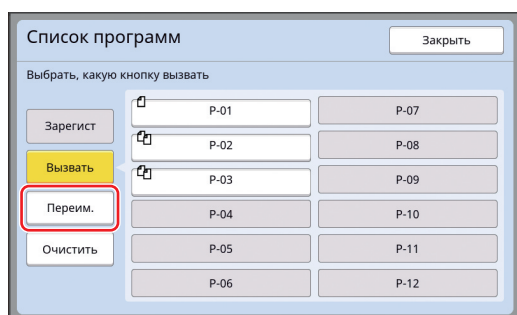 Список программ
Закрыть
Выбрать, какую кнопку вызвать
Зарегист
Вызвать
Переим.
Очистить
P-01
P-02
P-03
P-04
P-05
P-06
P-07
P-08
P-09
P-10
P-11
P-12